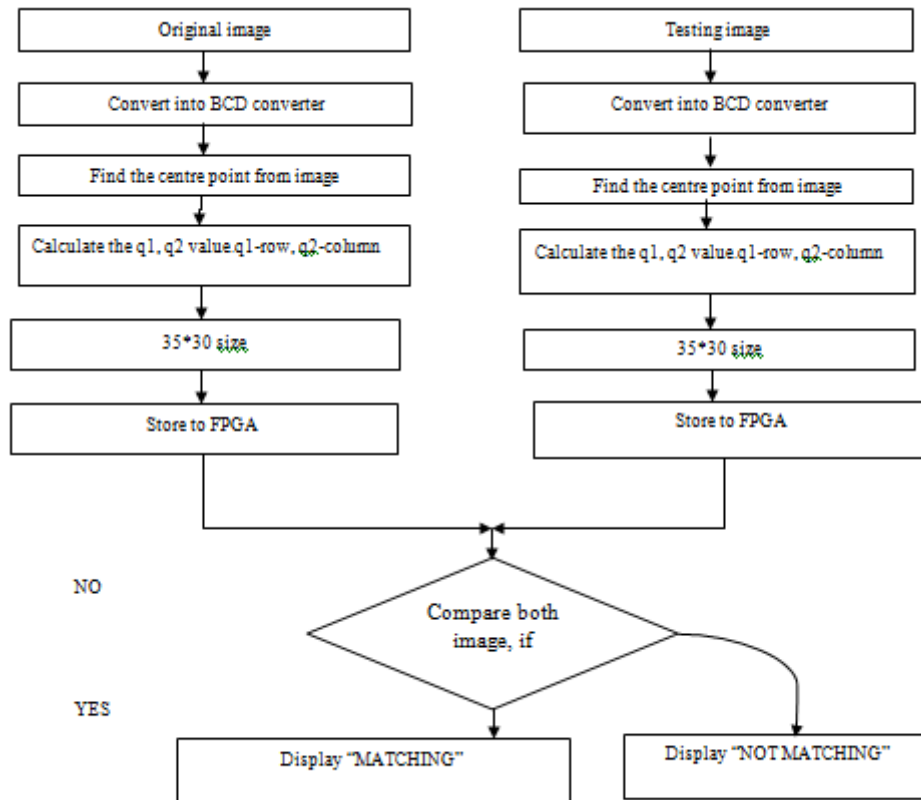 Original image
Convert into BCD converter
Find the centre point from image
Calculate the q1, q2 value.q1-row, q2-column
35*30 size
Store to FPGA
Testing image
Convert into BCD converter
Find the centre point from image
Calculate the q1, q2 value.q1-row, q2-column
35*30 size
Store to FPGA
NO
Compare both
image, if
YES
Display “MATCHING”
Display “NOT MATCHING”